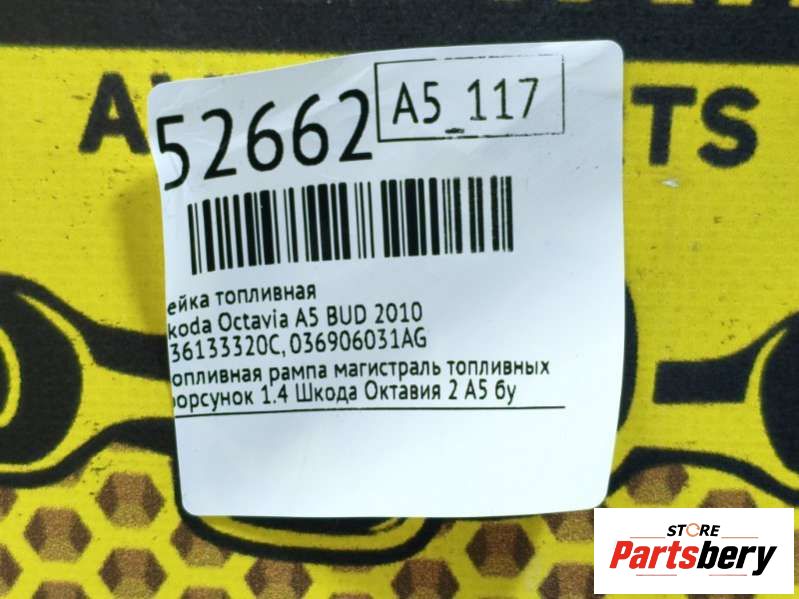 52662
A5_117
ейка топливная
koda Octavia A5 BUD 2010
36133320C, 036906031AG
опливная рампа магистраль топливных
орсунок 1.4 Шкода Октавия 2 А5 бу
TS
STORE
Partsbery